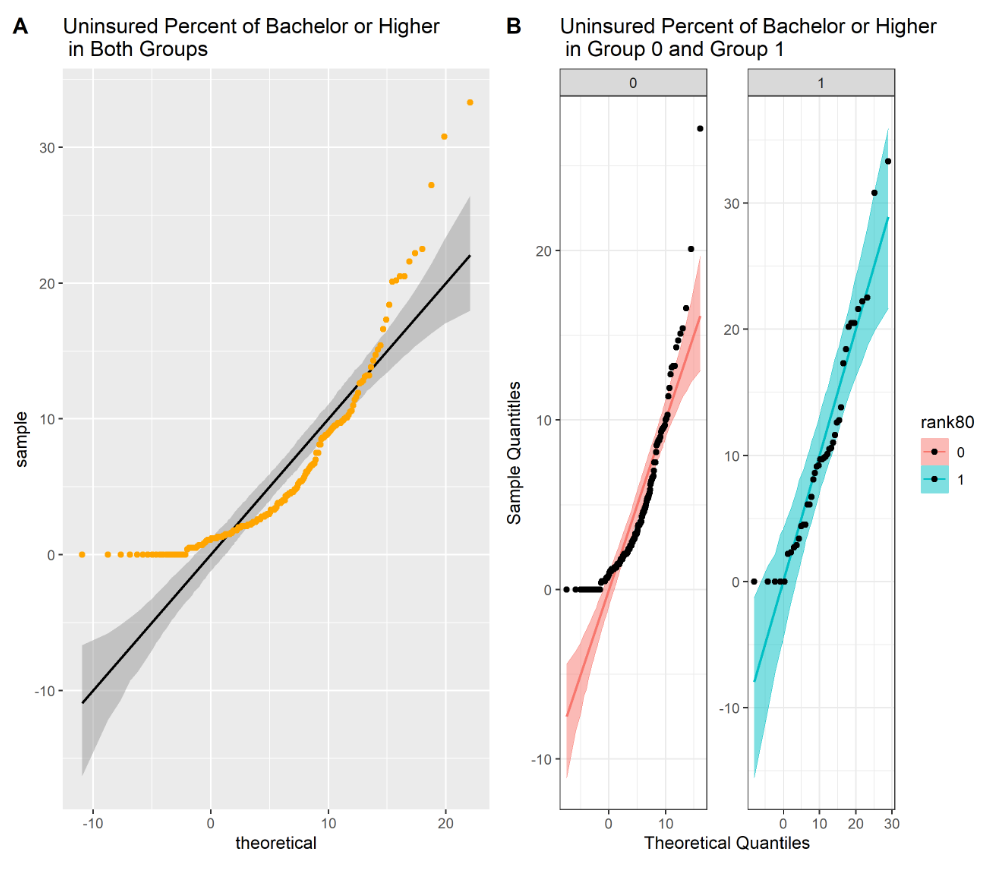 A
Uninsured Percent of Bachelor or Higher
in Both Groups
sample
30
20
10
0
-10
-10 0 10 20
theoretical
B
Uninsured Percent of Bachelor or Higher
in Group 0 and Group 1
Sample Quantiles
0
20
10
0
-10
0 10
1
30
20
10
0
-10
0 10 20 30
Theoretical Quantiles
rank80
0
1